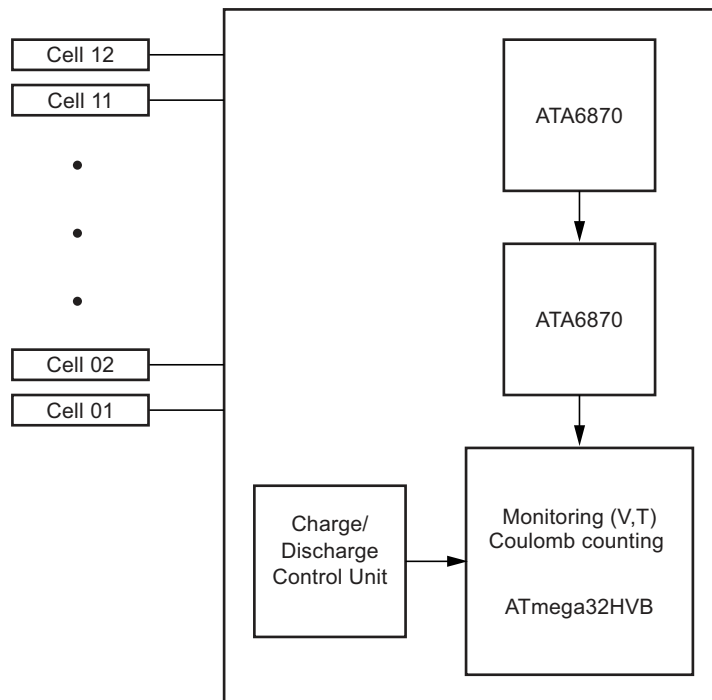 Cell 12
Cell 11
Cell 02
Cell 01
ATA6870
ATA6870
Charge/
Discharge
Control Unit
Monitoring (V,T)
Coulomb counting
ATmega32HVB